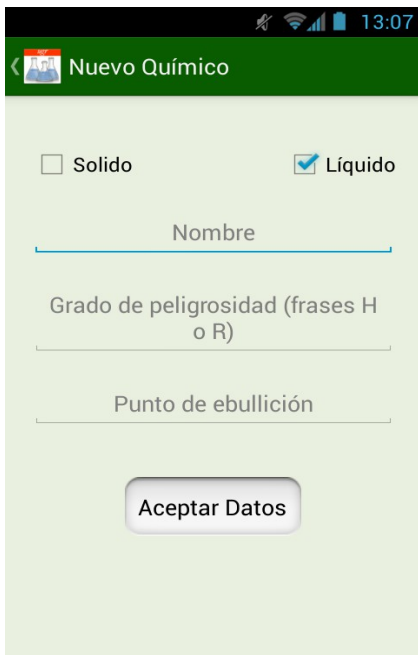 13:07
Nuevo Químico
Solido
Líquido
Nombre
Grado de peligrosidad (frases H
o R)
Punto de ebullición
Aceptar Datos